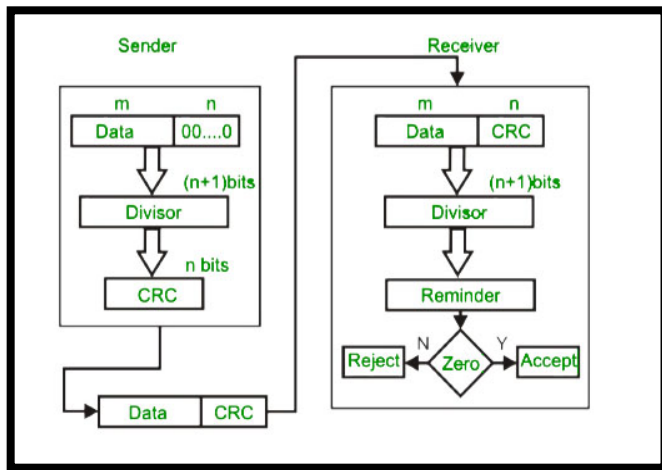 Sender
m n
Data 00....0
(n+1)bits
Divisor
n bits
CRC
Data CRC
Receiver
m n
Data CRC
(n+1)bits
Divisor
Reminder
N Y
Reject Zero Accept